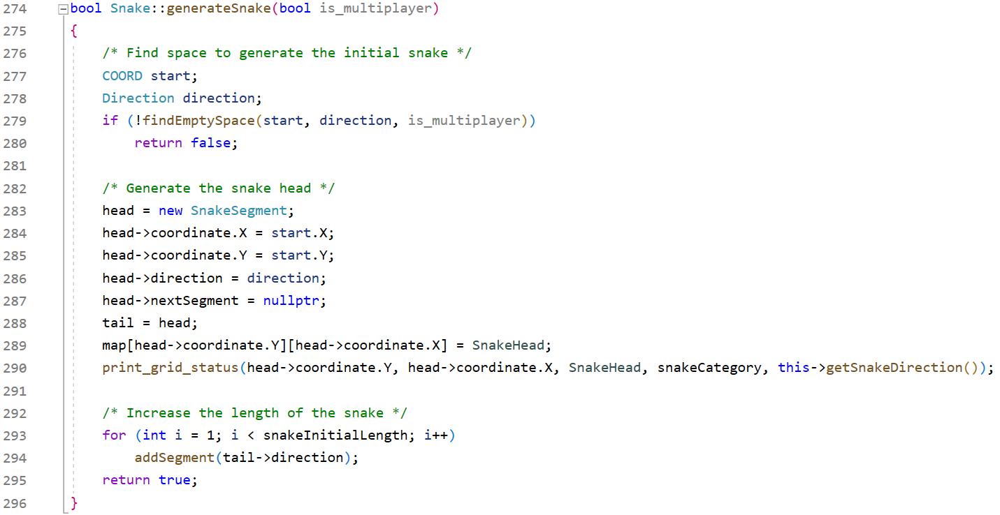 274 bool Snake::generateSnake(bool is_multiplayer)
275 {
276     /* Find space to generate the initial snake */
277     COORD start;
278     Direction direction;
279     if (!findEmptySpace(start, direction, is_multiplayer))
280         return false;
281
282     /* Generate the snake head */
283     head = new SnakeSegment;
284     head->coordinate.X = start.X;
285     head->coordinate.Y = start.Y;
286     head->direction = direction;
287     head->nextSegment = nullptr;
288     tail = head;
289     map[head->coordinate.Y][head->coordinate.X] = SnakeHead;
290     print_grid_status(head->coordinate.Y, head->coordinate.X, SnakeHead, snakeCategory, this->getSnakeDirection());
291
292     /* Increase the length of the snake */
293     for (int i = 1; i < snakeInitialLength; i++)
294         addSegment(tail->direction);
295     return true;
296 }